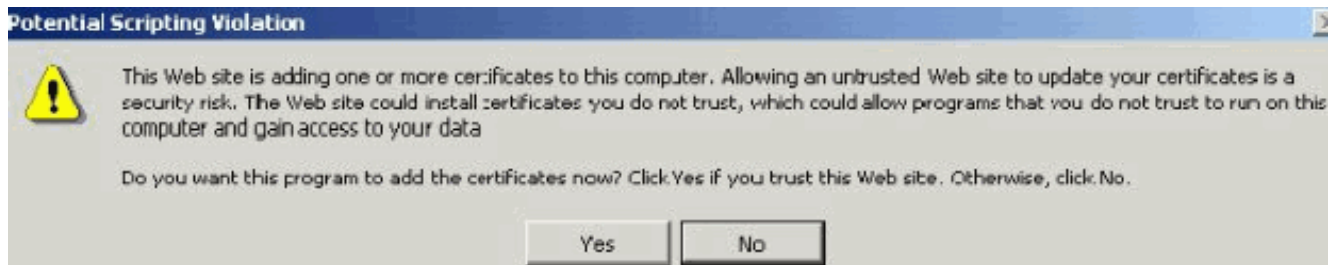 Potential Scripting Violation
This Web site is adding one or more certificates to this computer. Allowing an untrusted Web site to update your certificates is a
security risk. The Web site could install certificates you do not trust, which could allow programs that you do not trust to run on this
computer and gain access to your data
Do you want this program to add the certificates now? Click Yes if you trust this Web site. Otherwise, click No.
Yes No